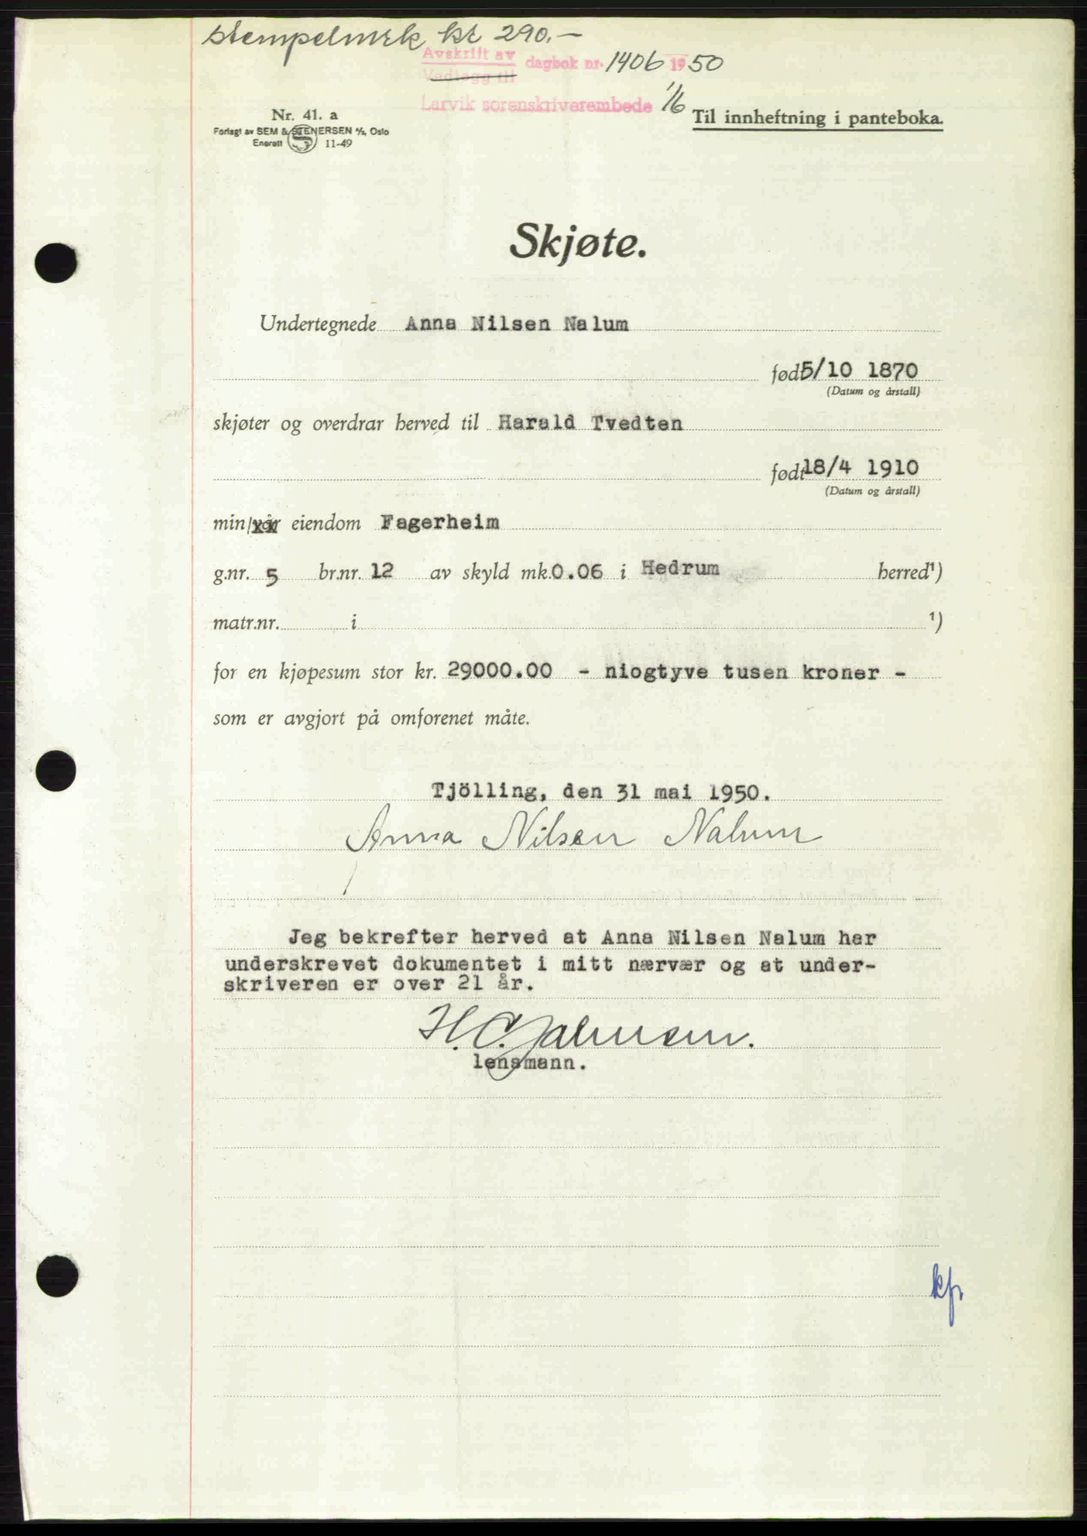 stempelmrk kr 290.-
Avskrift av
Vedlegg til
dagbok nr. 1406 1950
Larvik sorenskriverembede 1/6
Til innheftning i panteboka.
Nr. 41. a
Forlagt av SEM & STENERSEN A/S, Oslo
Enerett 11-49
Skjøte.
Undertegnede Anna Nilsen Nalum
født 5/10 1870
(Datum og årstall)
skjøter og overdrar herved til Harald Tvedten
født 18/4 1910
(Datum og årstall)
min/vår eiendom Fagerheim
g.nr. 5 br.nr. 12 av skyld mk. 0.06 i Hedrum herred¹)
matr.nr. i ¹)
for en kjøpesum stor kr. 29000.00 - niogtyve tusen kroner -
som er avgjort på omforenet måte.
Tjölling, den 31 mai 1950.
Anna Nilsen Nalum
Jeg bekrefter herved at Anna Nilsen Nalum har
underskrevet dokumentet i mitt nærvær og at under-
skriveren er over 21 år.
H.C. Jalmsen.
lensmann.
kfr